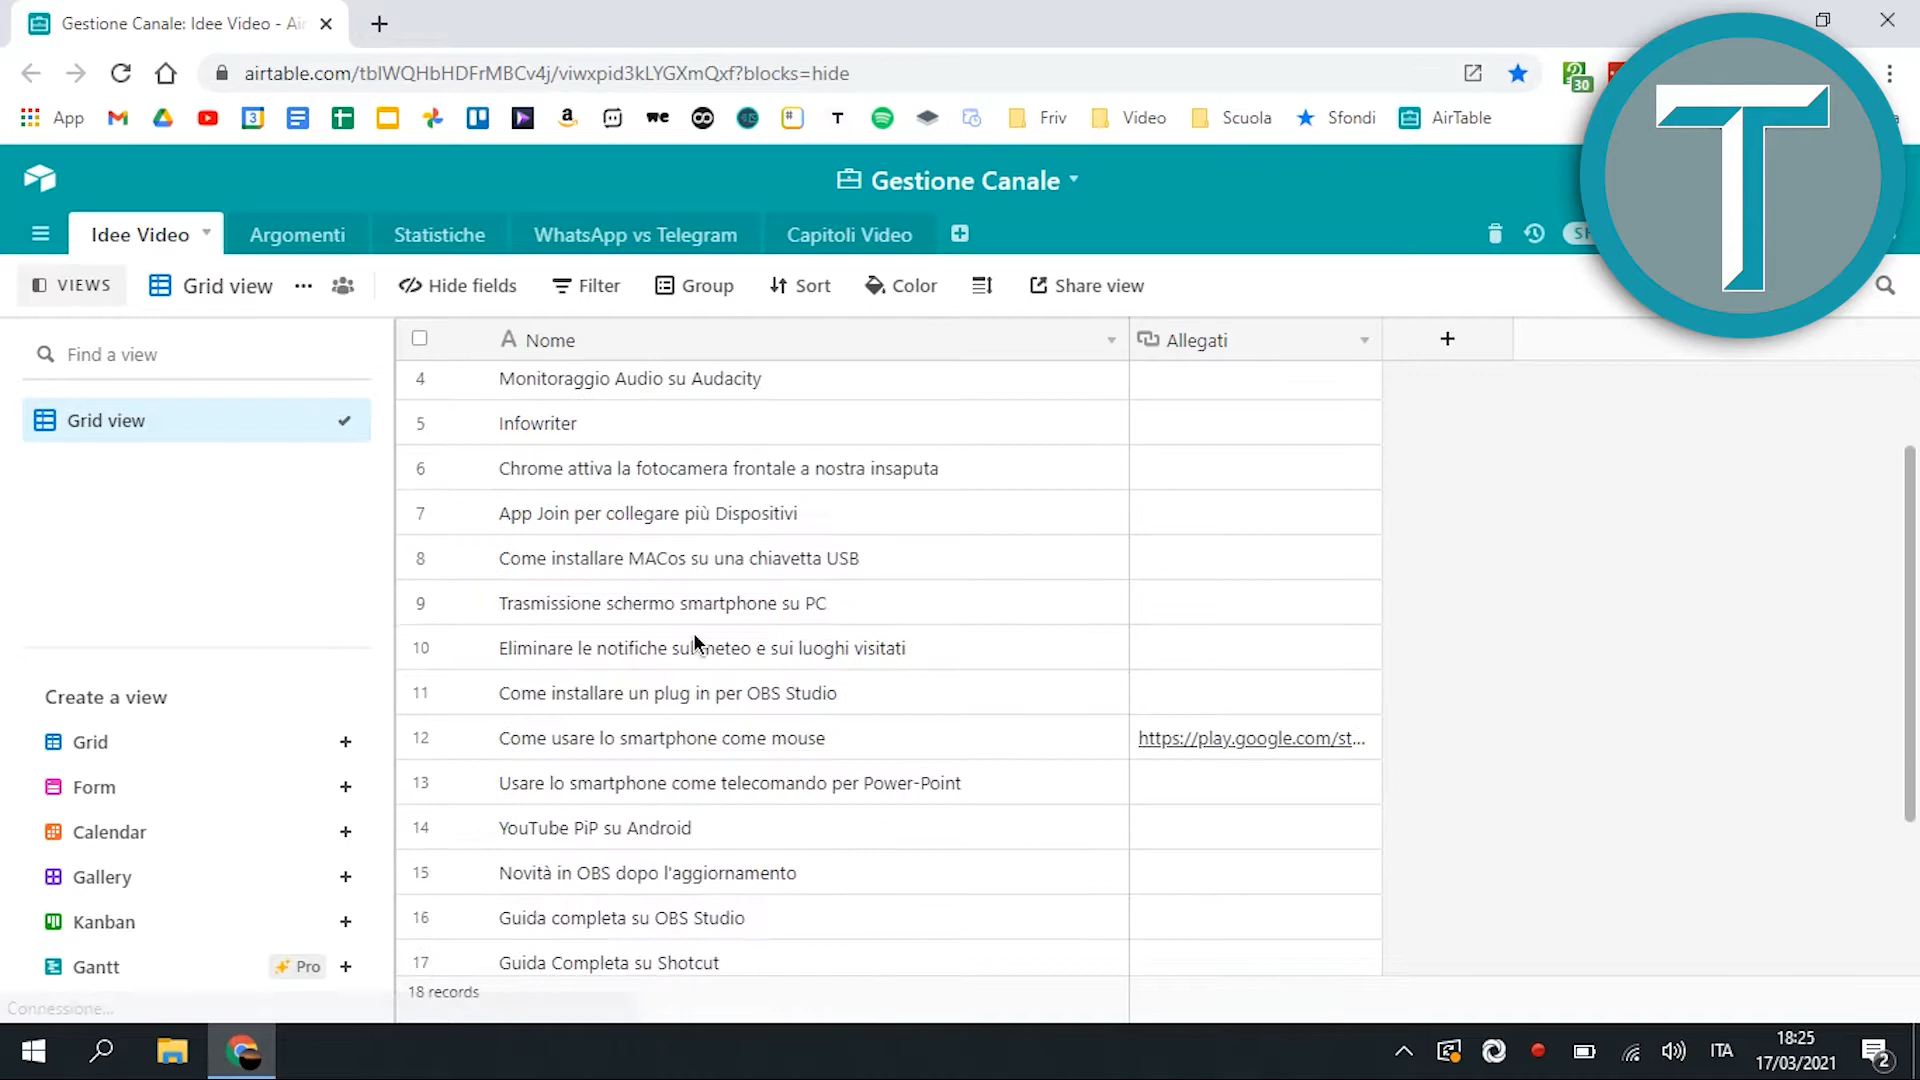 Gestione Canale: Idee Video - Air
airtable.com/tblWQHbHDFrMBCv4j/viwxpid3kLYGXmQxf?blocks=hide
30
App
Friv
Video
Scuola
Sfondi
AirTable
T
Gestione Canale
Idee Video
Argomenti
Statistiche
WhatsApp vs Telegram
Capitoli Video
SH
VIEWS
Grid view
Hide fields
Filter
Group
Sort
Color
Share view
Find a view
Grid view
Create a view
Grid
Form
Calendar
Gallery
Kanban
Gantt Pro
Connessione...
Nome Allegati
4 Monitoraggio Audio su Audacity
5 Infowriter
6 Chrome attiva la fotocamera frontale a nostra insaputa
7 App Join per collegare più Dispositivi
8 Come installare MACos su una chiavetta USB
9 Trasmissione schermo smartphone su PC
10 Eliminare le notifiche sul meteo e sui luoghi visitati
11 Come installare un plug in per OBS Studio
12 Come usare lo smartphone come mouse https://play.google.com/st...
13 Usare lo smartphone come telecomando per Power-Point
14 YouTube PiP su Android
15 Novità in OBS dopo l'aggiornamento
16 Guida completa su OBS Studio
17 Guida Completa su Shotcut
18 records
ITA
18:25
17/03/2021
2